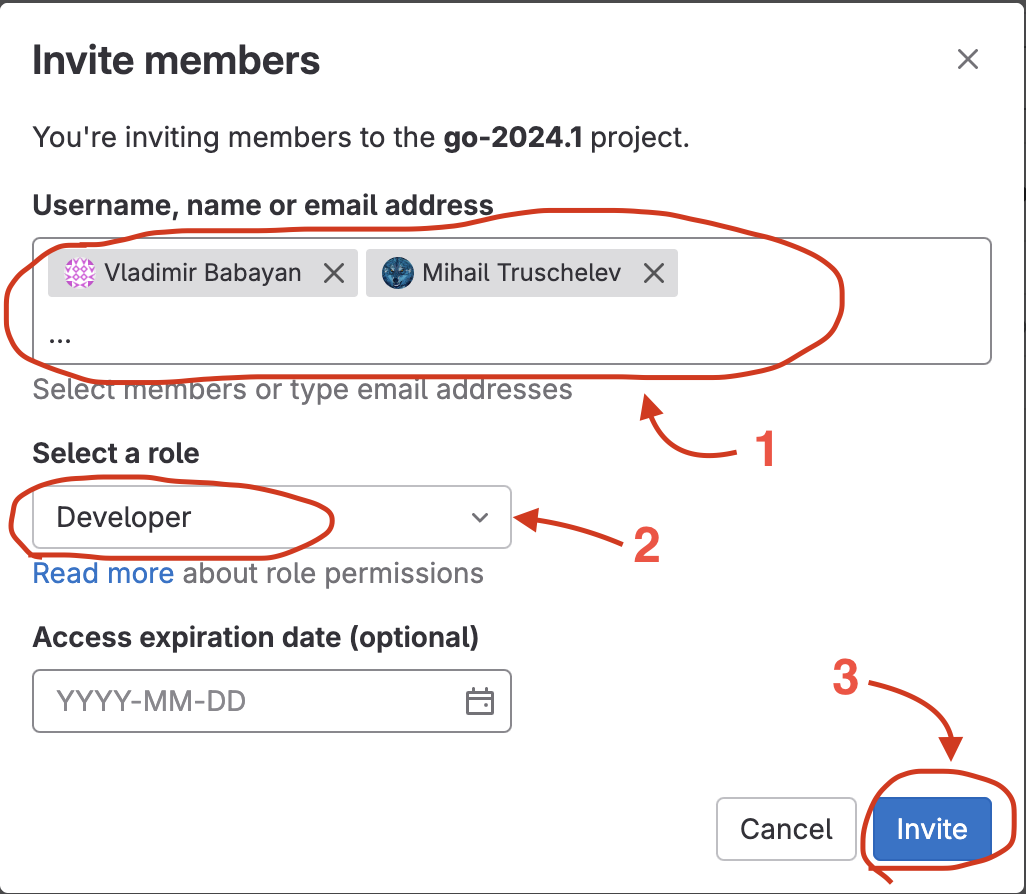 Invite members
You're inviting members to the go-2024.1 project.
Username, name or email address
Vladimir Babayan Mihail Truschelev
...
Select members or type email addresses
1
Select a role
Developer
2
Read more about role permissions
Access expiration date (optional)
YYYY-MM-DD
3
Cancel Invite